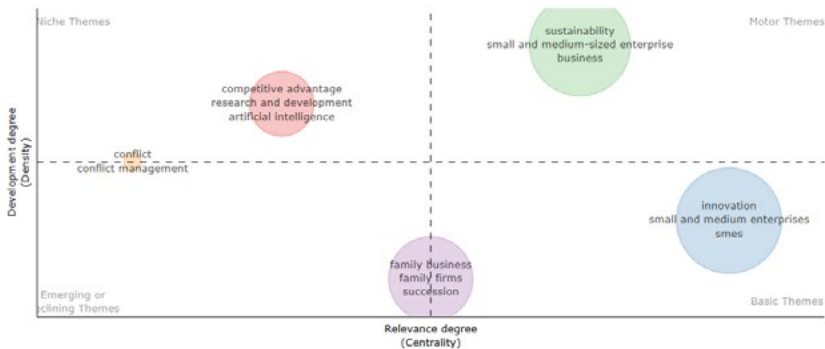 Niche Themes
Motor Themes
sustainability
small and medium-sized enterprise
business
competitive advantage
research and development
artificial intelligence
conflict
conflict management
innovation
small and medium enterprises
smes
family business
family firms
succession
Emerging or
eclining Themes
Basic Themes
Development degree
(Density)
Relevance degree
(Centrality)